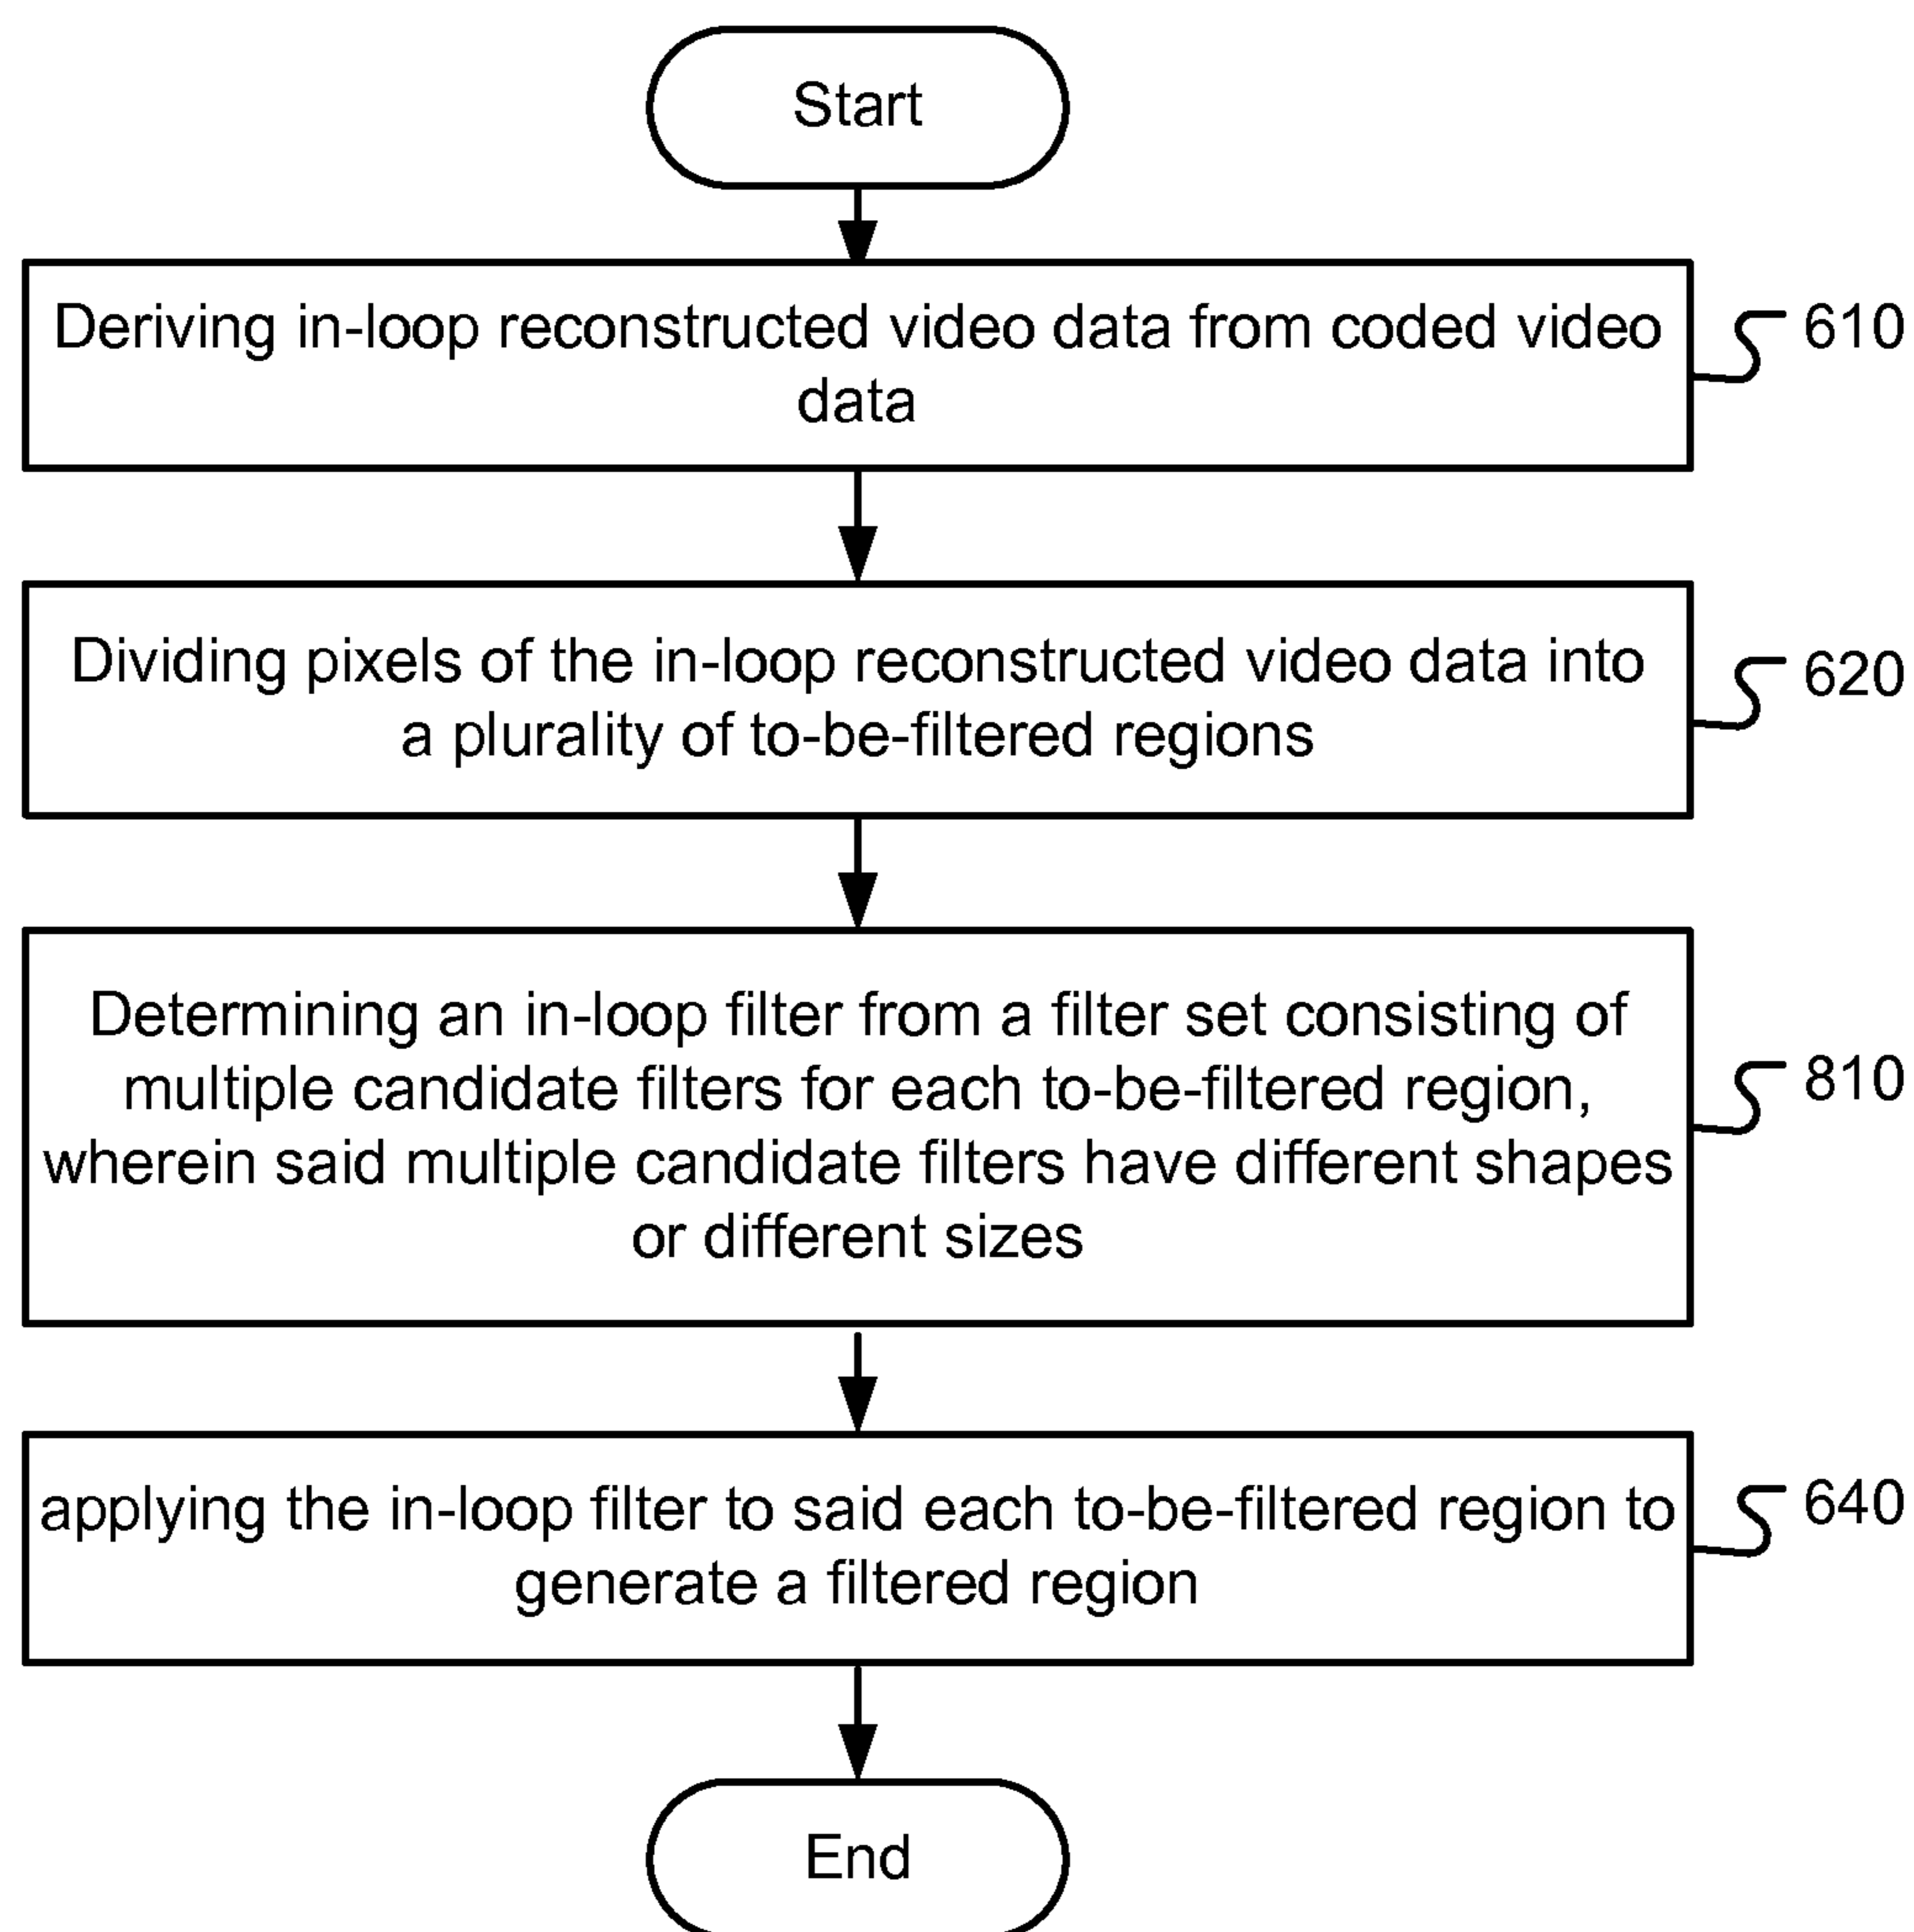 Start
Deriving in-loop reconstructed video data from coded video
data
610
Dividing pixels of the in-loop reconstructed video data into
a plurality of to-be-filtered regions
620
Determining an in-loop filter from a filter set consisting of
multiple candidate filters for each to-be-filtered region,
wherein said multiple candidate filters have different shapes
or different sizes
810
applying the in-loop filter to said each to-be-filtered region to
generate a filtered region
640
End